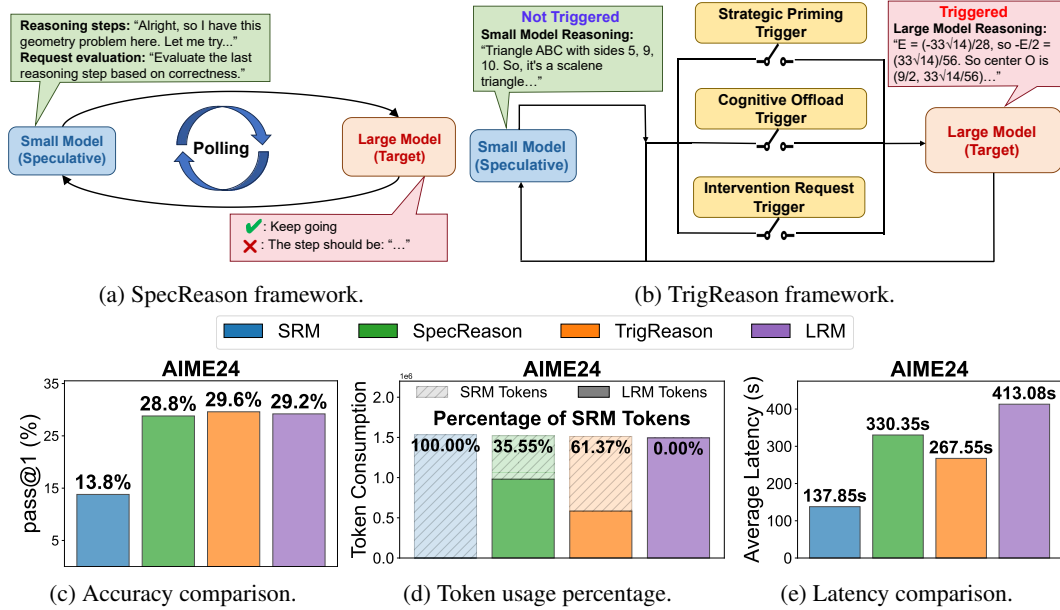 Reasoning steps: “Alright, so I have this
geometry problem here. Let me try...”
Request evaluation: “Evaluate the last
reasoning step based on correctness.”
Small Model
(Speculative)
Polling
Large Model
(Target)
✔: Keep going
✕: The step should be: “…”
(a) SpecReason framework.
Not Triggered
Small Model Reasoning:
“Triangle ABC with sides 5, 9,
10. So, it's a scalene
triangle…”
Small Model
(Speculative)
Strategic Priming
Trigger
Cognitive Offload
Trigger
Intervention Request
Trigger
Triggered
Large Model Reasoning:
“E = (-33√14)/28, so -E/2 =
(33√14)/56. So center O is
(9/2, 33√14/56)…”
Large Model
(Target)
(b) TrigReason framework.
SRM
SpecReason
TrigReason
LRM
AIME24
pass@1 (%)
35
25
15
5
13.8%
28.8%
29.6%
29.2%
(c) Accuracy comparison.
AIME24
1e6
Token Consumption
2.0
1.5
1.0
0.5
0.0
SRM Tokens
LRM Tokens
Percentage of SRM Tokens
100.00%
35.55%
61.37%
0.00%
(d) Token usage percentage.
AIME24
Average Latency (s)
400
300
200
100
0
137.85s
330.35s
267.55s
413.08s
(e) Latency comparison.